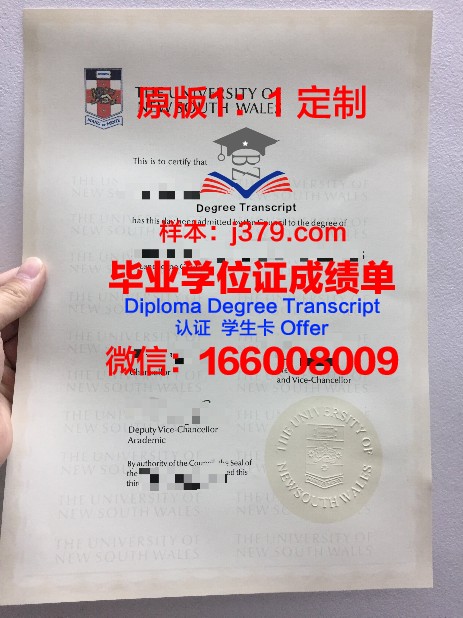 THE UNIVERSITY OF
NEW SOUTH WALES
原版1：1 定制
This is to certify that
BZ
Degree Transcript
has this day been admitted by the Council to the degree of
样本：j379.com
毕业学位证成绩单
Diploma Degree Transcript
认证 学生卡 Offer
微信：166008009
Chancellor
and Vice-Chancellor
Deputy Vice-Chancellor
Academic
By authority of the Council, the Seal of
the
ed this
THE UNIVERSITY OF
NEW SOUTH WALES